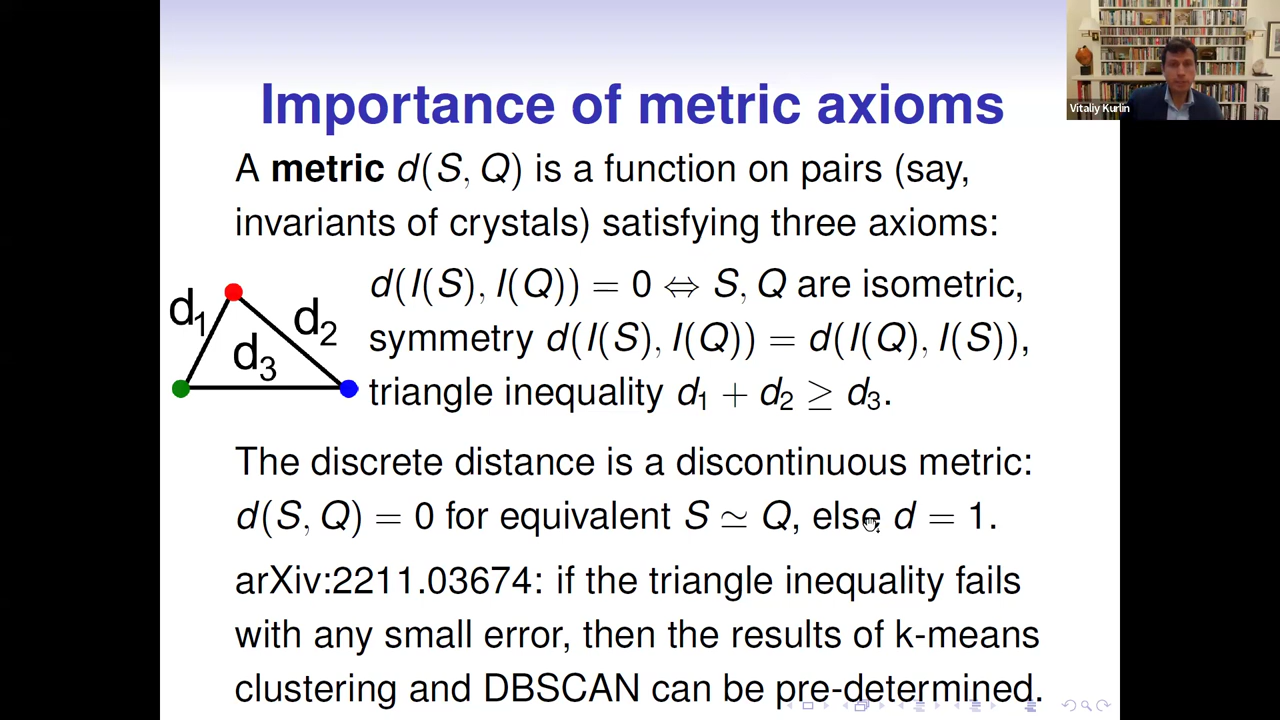 Importance of metric axioms
Vitaliy Kurlin
A metric d(S, Q) is a function on pairs (say,
invariants of crystals) satisfying three axioms:
d(I(S), I(Q)) = 0 ⇔ S, Q are isometric,
symmetry d(I(S), I(Q)) = d(I(Q), I(S)),
triangle inequality d₁ + d₂ ≥ d₃.
d₁
d₂
d₃
The discrete distance is a discontinuous metric:
d(S, Q) = 0 for equivalent S ≃ Q, else d = 1.
arXiv:2211.03674: if the triangle inequality fails
with any small error, then the results of k-means
clustering and DBSCAN can be pre-determined.